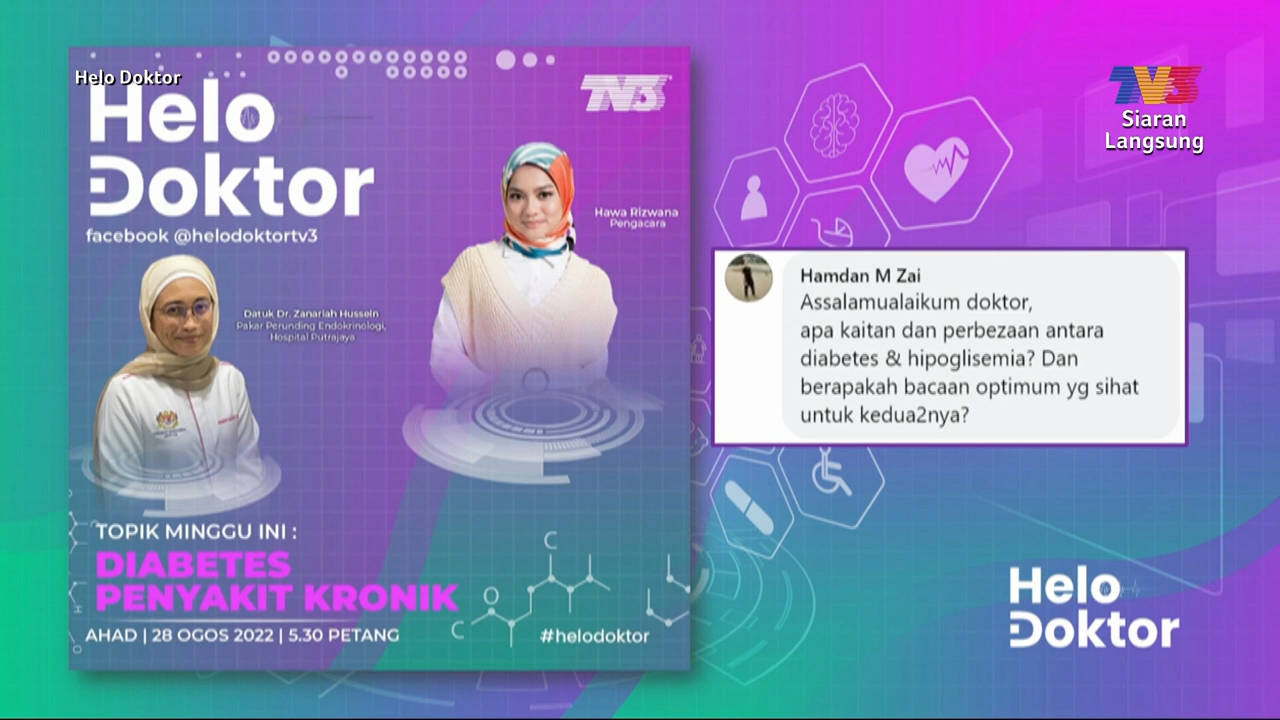 Helo Doktor
Helo
Doktor
facebook @helodoktortv3
TV3
Hawa Rizwana
Pengacara
Datuk Dr. Zanariah Hussein
Pakar Perunding Endokrinologi,
Hospital Putrajaya
TOPIK MINGGU INI :
DIABETES
PENYAKIT KRONIK
AHAD | 28 OGOS 2022 | 5.30 PETANG
#helodoktor
C
O
C
TV3
Siaran
Langsung
Hamdan M Zai
Assalamualaikum doktor,
apa kaitan dan perbezaan antara
diabetes & hipoglisemia? Dan
berapakah bacaan optimum yg sihat
untuk kedua2nya?
Helo
Doktor